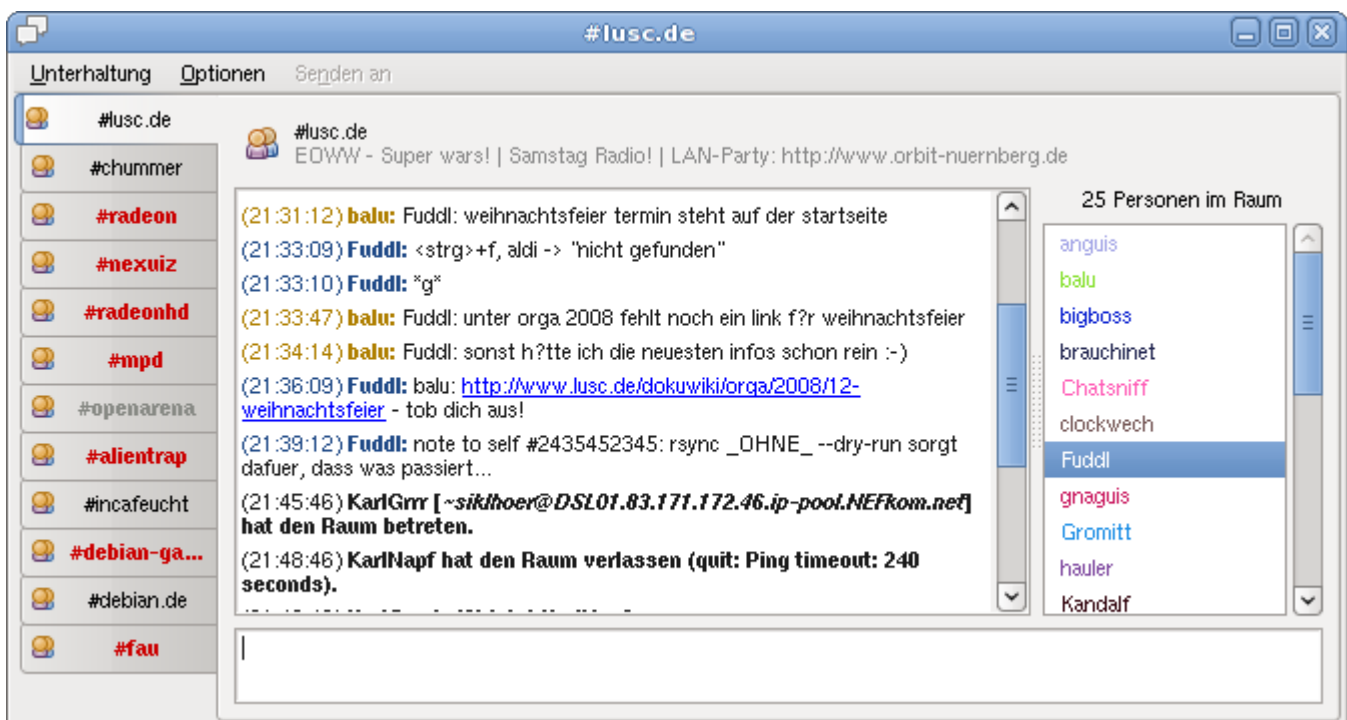 #lusc.de
Unterhaltung Optionen Senden an
#lusc.de
#chummer
#radeon
#nexuiz
#radeonhd
#mpd
#openarena
#alientrap
#incafeucht
#debian-ga...
#debian.de
#fau
#lusc.de
EOWW - Super wars! | Samstag Radio! | LAN-Party: http://www.orbit-nuernberg.de
(21:31:12) balu: Fuddl: weihnachtsfeier termin steht auf der startseite
(21:33:09) Fuddl: <strg>+f, aldi -> "nicht gefunden"
(21:33:10) Fuddl: *g*
(21:33:47) balu: Fuddl: unter orga 2008 fehlt noch ein link f?r weihnachtsfeier
(21:34:14) balu: Fuddl: sonst h?tte ich die neuesten infos schon rein :-)
(21:36:09) Fuddl: balu: http://www.lusc.de/dokuwiki/orga/2008/12-
weihnachtsfeier - tob dich aus!
(21:39:12) Fuddl: note to self #2435452345: rsync _OHNE_ --dry-run sorgt
dafuer, dass was passiert...
(21:45:46) KarlGrrr [~siklhoer@DSL01.83.171.172.46.ip-pool.NEFkom.net]
hat den Raum betreten.
(21:48:46) KarlNapf hat den Raum verlassen (quit: Ping timeout: 240
seconds).
25 Personen im Raum
anguis
balu
bigboss
brauchinet
Chatsniff
clockwech
Fuddl
gnaguis
Gromitt
hauler
Kandalf